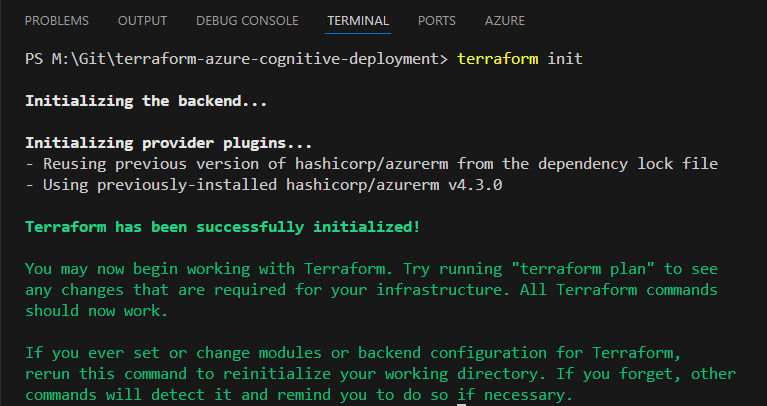 PROBLEMS OUTPUT DEBUG CONSOLE TERMINAL PORTS AZURE
PS M:\Git\terraform-azure-cognitive-deployment> terraform init
Initializing the backend...
Initializing provider plugins...
- Reusing previous version of hashicorp/azurerm from the dependency lock file
- Using previously-installed hashicorp/azurerm v4.3.0
Terraform has been successfully initialized!
You may now begin working with Terraform. Try running "terraform plan" to see
any changes that are required for your infrastructure. All Terraform commands
should now work.
If you ever set or change modules or backend configuration for Terraform,
rerun this command to reinitialize your working directory. If you forget, other
commands will detect it and remind you to do so if necessary.